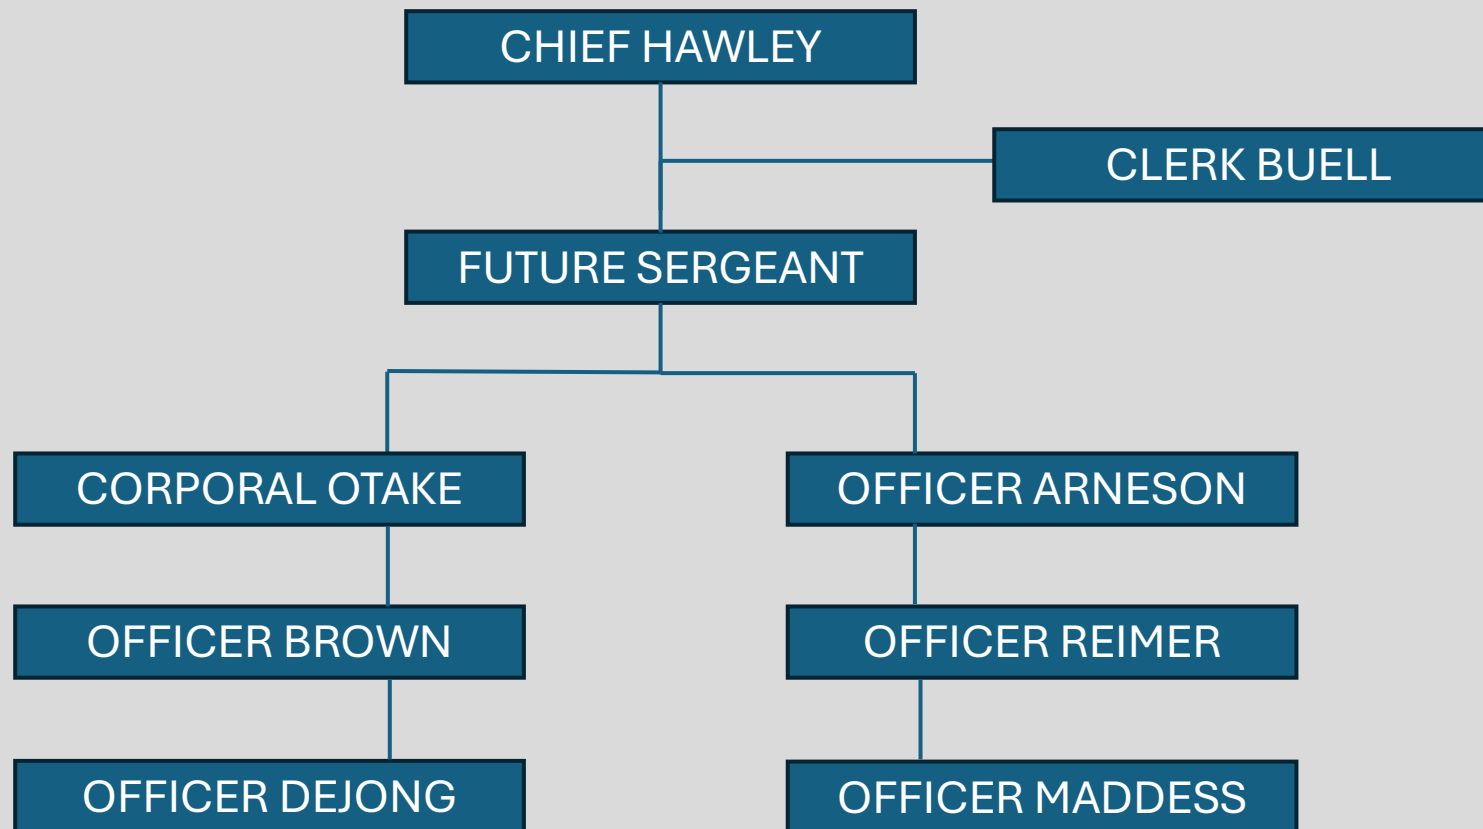 CHIEF HAWLEY
CLERK BUELL
FUTURE SERGEANT
CORPORAL OTAKE
OFFICER ARNESON
OFFICER BROWN
OFFICER REIMER
OFFICER DEJONG
OFFICER MADDESS